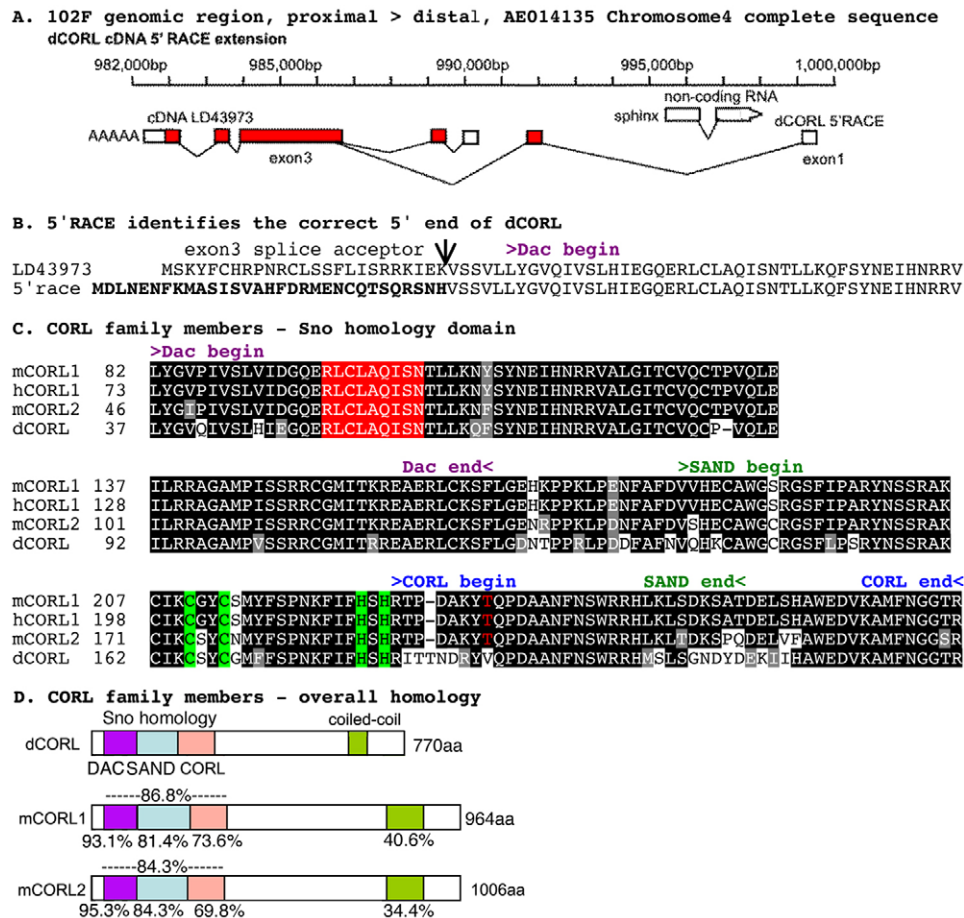 A. 102F genomic region, proximal > distal, AE014135 Chromosome4 complete sequence
dCORL cDNA 5' RACE extension
982,000bp 985,000bp 990,000bp 995,000bp 1,000,000bp
non-coding RNA
cDNA LD43973 sphinx dCORL 5'RACE
AAAAA
exon3 exon1
B. 5'RACE identifies the correct 5' end of dCORL
exon3 splice acceptor >Dac begin
LD43973 MSKYFCHRPNRCLSSFLISRRKIEKVSSVLLYGVQIVSLHIEGQERLCLAQISNTLLKQFSYNEIHNRRV
5'race MDLNENFKMASISVAHFDRMENCQTSQRSNHVSSVLLYGVQIVSLHIEGQERLCLAQISNTLLKQFSYNEIHNRRV
C. CORL family members - Sno homology domain
>Dac begin
mCORL1 82 LYGVPIVSLVIDGQERLCLAQISNTLLKNYSYNEIHNRRVALGITCVQCTPVQLE
hCORL1 73 LYGVPIVSLVIDGQERLCLAQISNTLLKNYSYNEIHNRRVALGITCVQCTPVQLE
mCORL2 46 LYGIPIVSLVIDGQERLCLAQISNTLLKNFSYNEIHNRRVALGITCVQCTPVQLE
dCORL 37 LYGVQIVSLHIEGQERLCLAQISNTLLKQFSYNEIHNRRVALGITCVQCP-VQLE
Dac end< >SAND begin
mCORL1 137 ILRRAGAMPISSRRCGMITKREAERLCKSFLGEHKPPKLPENFAFDVVHECAWGSRGSFIPARYNSSRAK
hCORL1 128 ILRRAGAMPISSRRCGMITKREAERLCKSFLGEHKPPKLPENFAFDVVHECAWGSRGSFIPARYNSSRAK
mCORL2 101 ILRRAGAMPISSRRCGMITKREAERLCKSFLGENRPPKLPDNFAFDVSHECAWGCRGSFIPARYNSSRAK
dCORL 92 ILRRAGAMPVSSRRCGMITRREAERLCKSFLGDNTPPRLPDDFAFNVQHKCAWGCRGSFLPSRYNSSRAK
>CORL begin SAND end< CORL end<
mCORL1 207 CIKCGYCSMYFSPNKFIFHSHRTP-DAKYTQPDAANFNSWRRHLKLSDKSATDELSHAWEDVKAMFNGGTR
hCORL1 198 CIKCGYCSMYFSPNKFIFHSHRTP-DAKYTQPDAANFNSWRRHLKLSDKSATDELSHAWEDVKAMFNGGTR
mCORL2 171 CIKCSYCNMYFSPNKFIFHSHRTP-DAKYTQPDAANFNSWRRHLKLTDKSPQDELVFAWEDVKAMFNGGSR
dCORL 162 CIKCSYCGMFFSPNKFIFHSHRITTNDRYVQPDAANFNSWRRHMSLSGNDYDEKIIHAWEDVKAMFNGGTR
D. CORL family members - overall homology
Sno homology coiled-coil
dCORL 770aa
DAC SAND CORL
------86.8%------
mCORL1 964aa
93.1% 81.4% 73.6% 40.6%
------84.3%------
mCORL2 1006aa
95.3% 84.3% 69.8% 34.4%